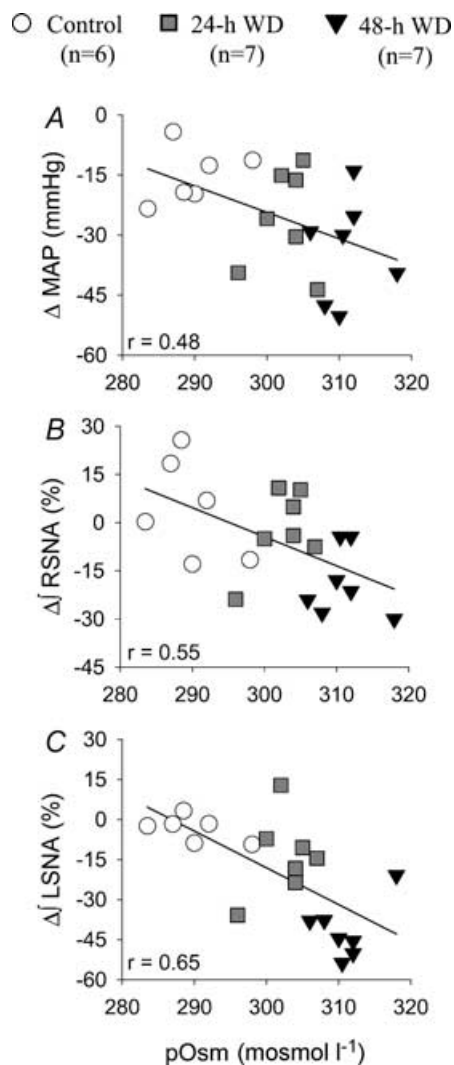 Control 24-h WD 48-h WD
(n=6) (n=7) (n=7)
A
Δ MAP (mmHg)
0
-15
-30
-45
-60
r = 0.48
280 290 300 310 320
B
Δ∫ RSNA (%)
30
15
0
-15
-30
-45
r = 0.55
280 290 300 310 320
C
Δ∫ LSNA (%)
30
15
0
-15
-30
-45
-60
r = 0.65
280 290 300 310 320
pOsm (mosmol l⁻¹)